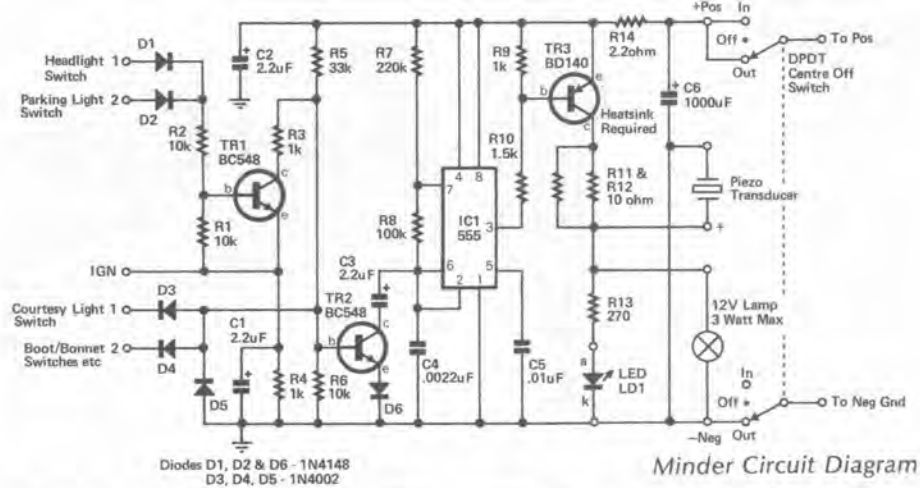 D1
Headlight 1
Switch
Parking Light 2
Switch
D2
R2
10k
TR1
BC548
b
c
e
R3
1k
R1
10k
IGN
Courtesy Light 1
Switch
D3
Boot/Bonnet 2
Switches etc
D4
D5
C1
2.2uF
+
R4
1k
C2
2.2uF
+
R5
33k
R7
220k
R9
1k
TR3
BD140
e
b
c
Heatsink
Required
R10
1.5k
4 8
7
IC1
555
3
6
5
2
1
R8
100k
C3
2.2uF
+
TR2
BC548
b
c
e
R6
10k
D6
C4
.0022uF
C5
.01uF
R11 &
R12
10 ohm
R13
270
a
LED
LD1
k
R14
2.2ohm
+
C6
1000uF
+Pos
In
Off
Out
To Pos
DPDT
Centre Off
Switch
Piezo
Transducer
+
12V Lamp
3 Watt Max
In
Off
Out
−Neg
To Neg Gnd
Diodes D1, D2 & D6 - 1N4148
D3, D4, D5 - 1N4002
Minder Circuit Diagram